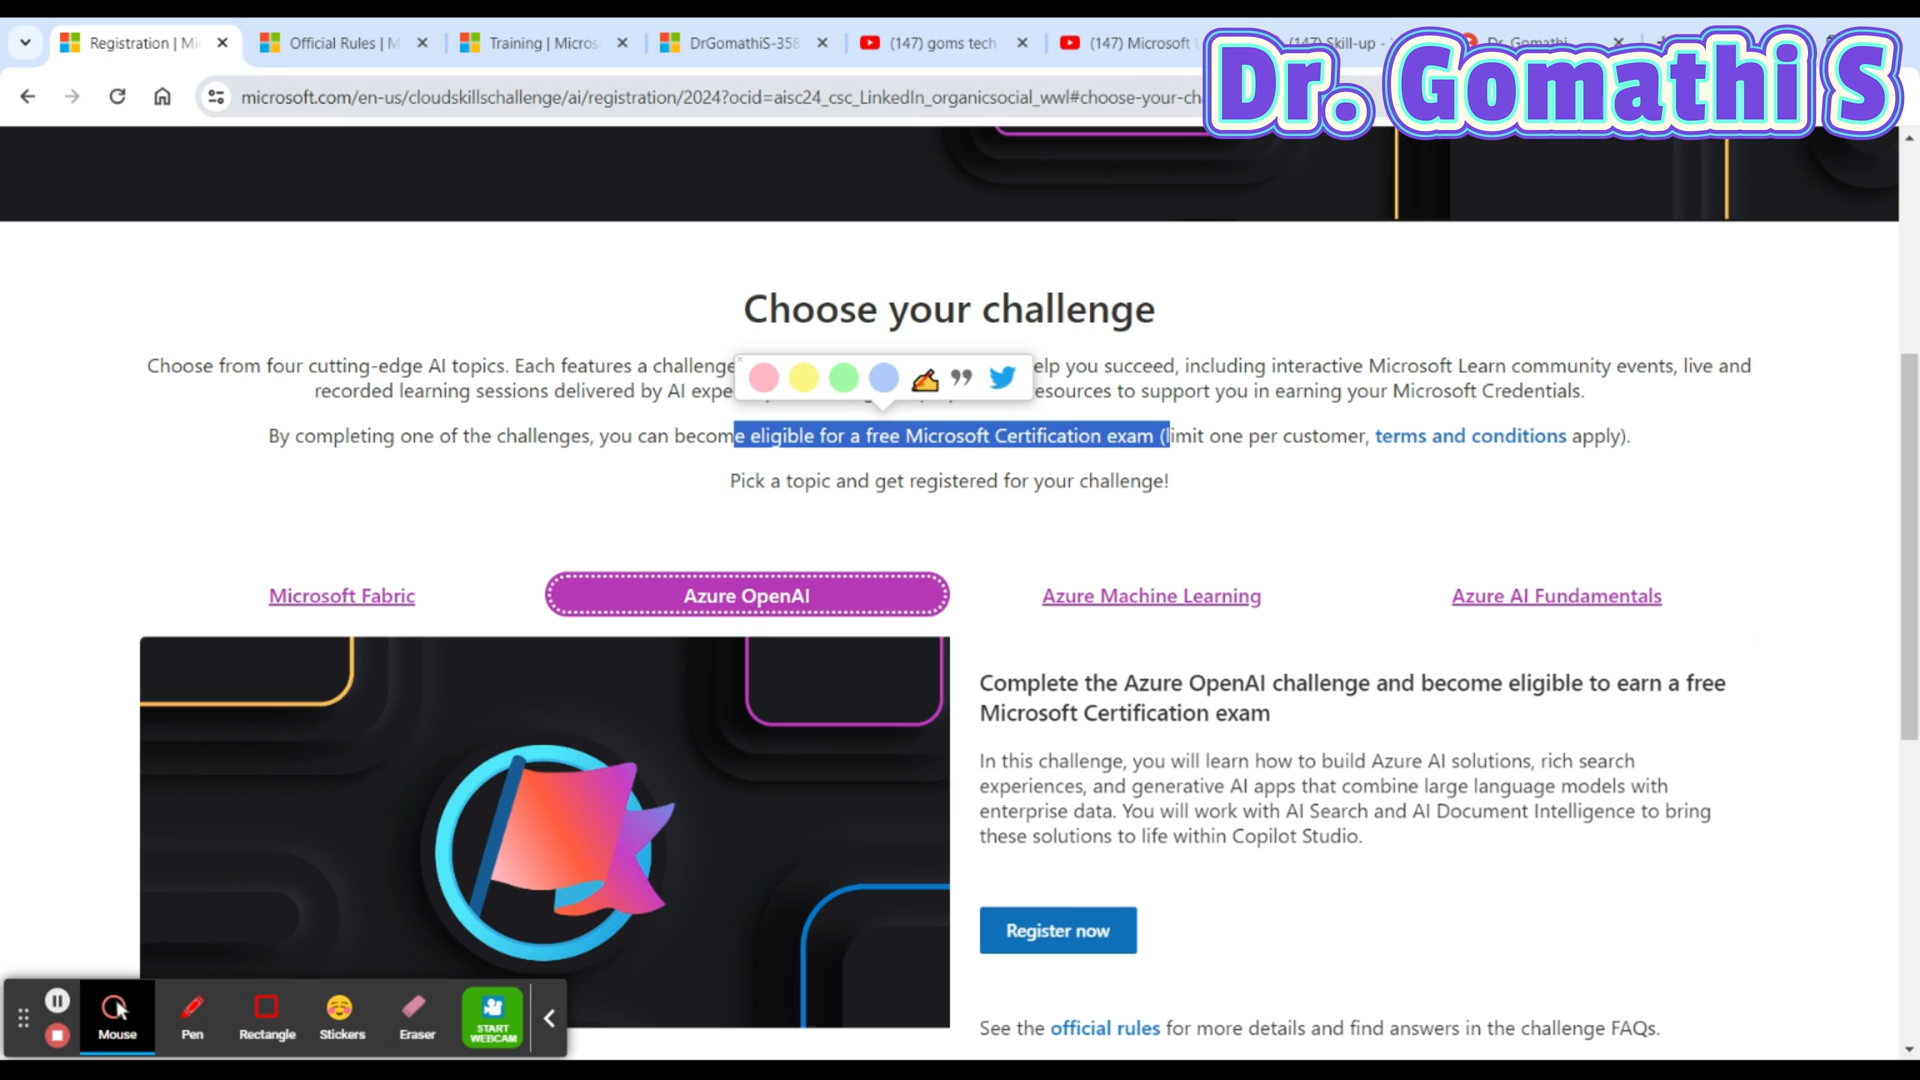 Registration | Mi
Official Rules | M
Training | Micros
DrGomathiS-358
(147) goms tech
(147) Microsoft
(147) Skill-up -
Dr. Gomathi
Dr. Gomathi S
microsoft.com/en-us/cloudskillschallenge/ai/registration/2024?ocid=aisc24_csc_LinkedIn_organicsocial_wwl#choose-your-ch
Choose your challenge
Choose from four cutting-edge AI topics. Each features a challenge elp you succeed, including interactive Microsoft Learn community events, live and
recorded learning sessions delivered by AI expe esources to support you in earning your Microsoft Credentials.
By completing one of the challenges, you can become eligible for a free Microsoft Certification exam (limit one per customer, terms and conditions apply).
Pick a topic and get registered for your challenge!
Microsoft Fabric
Azure OpenAI
Azure Machine Learning
Azure AI Fundamentals
Complete the Azure OpenAI challenge and become eligible to earn a free
Microsoft Certification exam
In this challenge, you will learn how to build Azure AI solutions, rich search
experiences, and generative AI apps that combine large language models with
enterprise data. You will work with AI Search and AI Document Intelligence to bring
these solutions to life within Copilot Studio.
Register now
See the official rules for more details and find answers in the challenge FAQs.
Mouse
Pen
Rectangle
Stickers
Eraser
START
WEBCAM